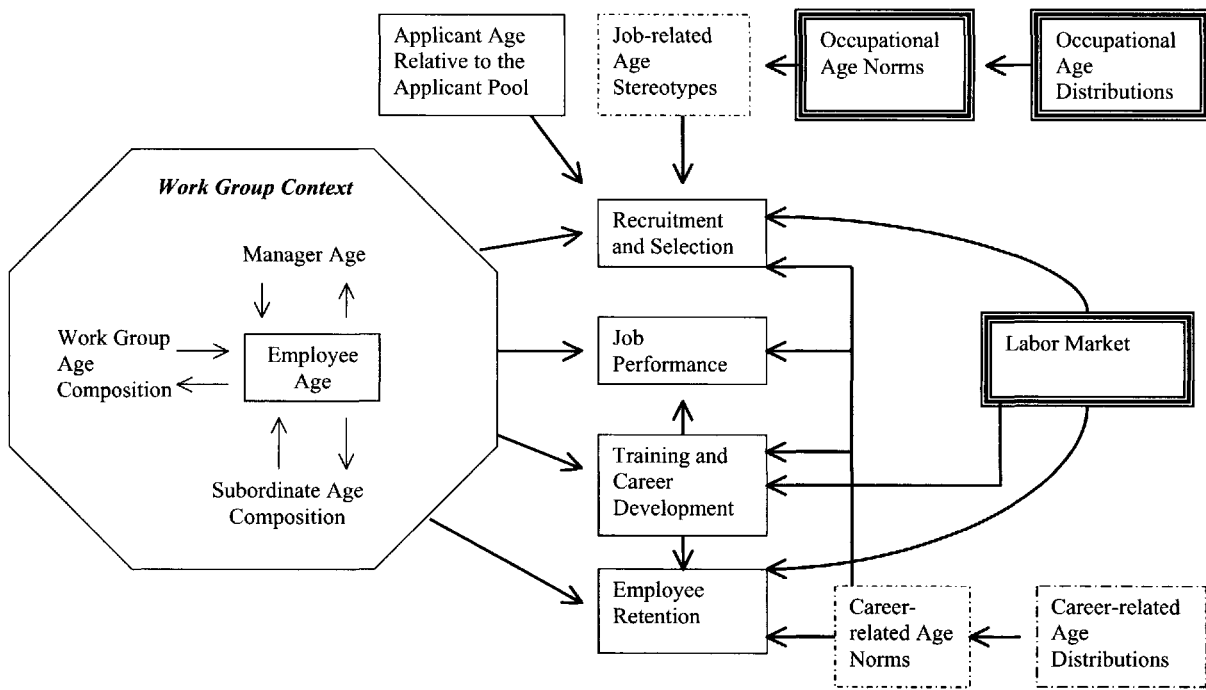 Applicant Age
Relative to the
Applicant Pool
Job-related
Age
Stereotypes
Occupational
Age Norms
Occupational
Age
Distributions
Work Group Context
Manager Age
Work Group
Age
Composition
Employee
Age
Subordinate Age
Composition
Recruitment
and Selection
Job
Performance
Training and
Career
Development
Employee
Retention
Labor Market
Career-
related Age
Norms
Career-related
Age
Distributions